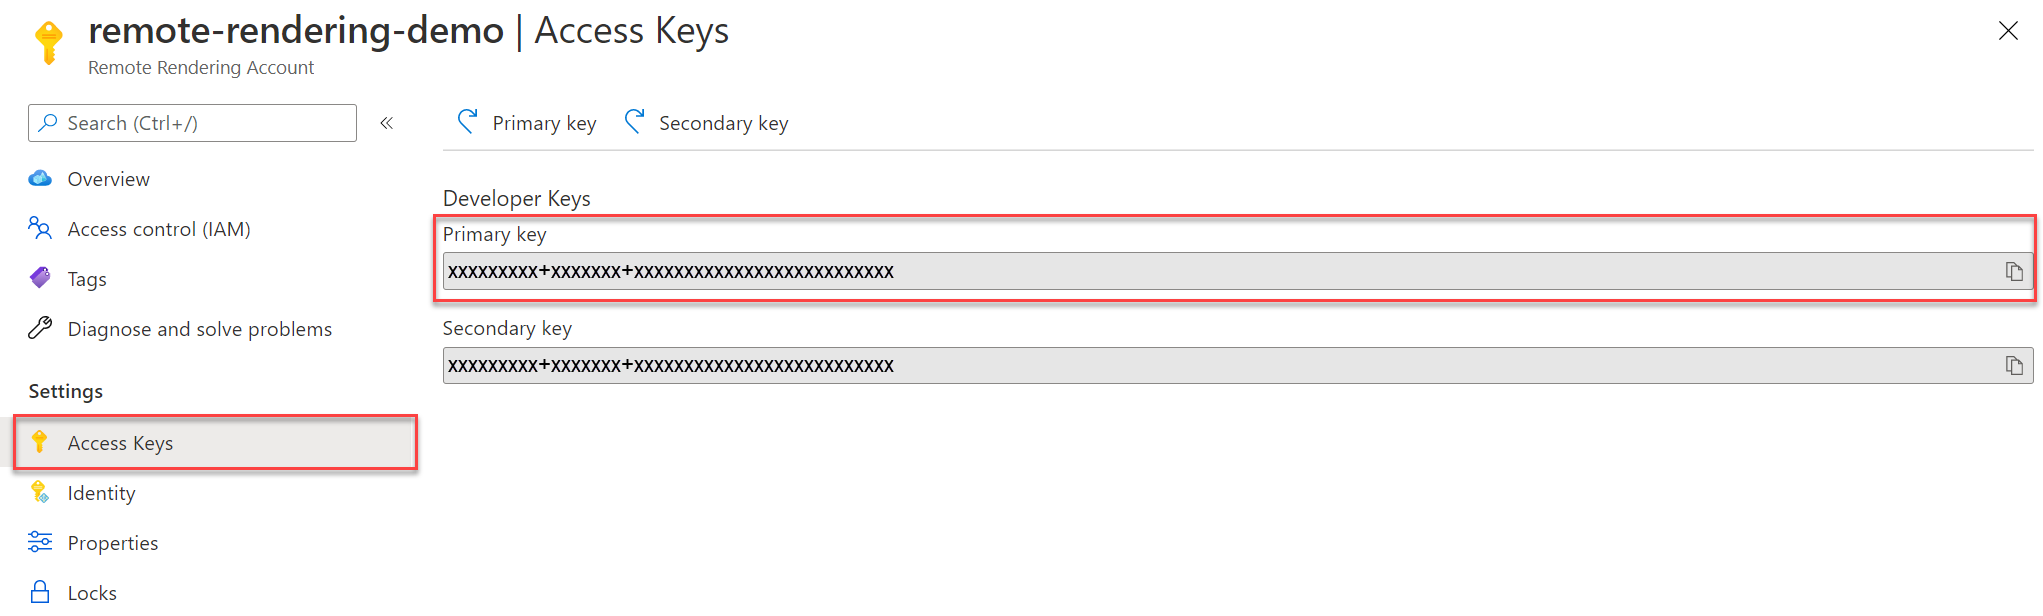 remote-rendering-demo | Access Keys
Remote Rendering Account
Search (Ctrl+/)
«
Overview
Access control (IAM)
Tags
Diagnose and solve problems
Settings
Access Keys
Identity
Properties
Locks
Primary key
Secondary key
Developer Keys
Primary key
xxxxxxxxx+xxxxxxx+xxxxxxxxxxxxxxxxxxxxxxxxxx
Secondary key
xxxxxxxxx+xxxxxxx+xxxxxxxxxxxxxxxxxxxxxxxxxx